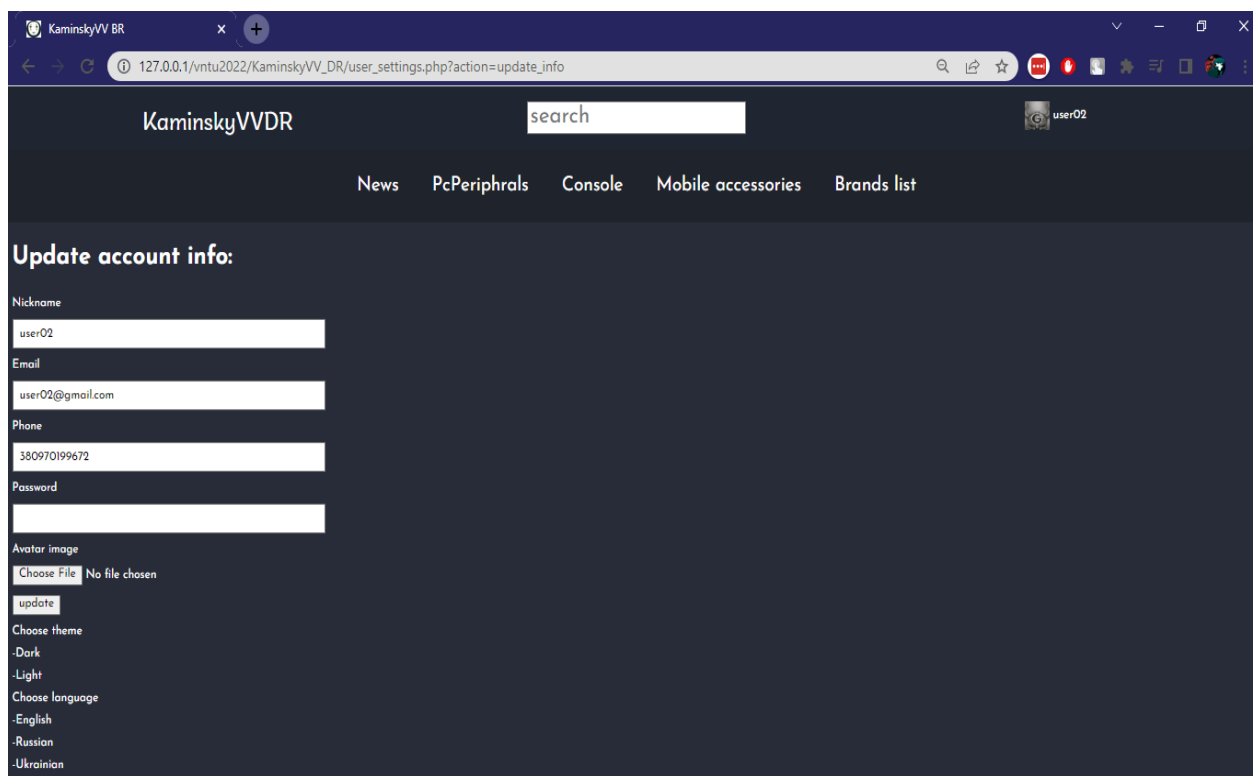 KaminskyVV BR
127.0.0.1/vntu2022/KaminskyVV_DR/user_settings.php?action=update_info
KaminskyVVDR
search
user02
News PcPeriphrals Console Mobile accessories Brands list
Update account info:
Nickname
user02
Email
user02@gmail.com
Phone
380970199672
Password
Avatar image
Choose File No file chosen
update
Choose theme
-Dark
-Light
Choose language
-English
-Russian
-Ukrainian